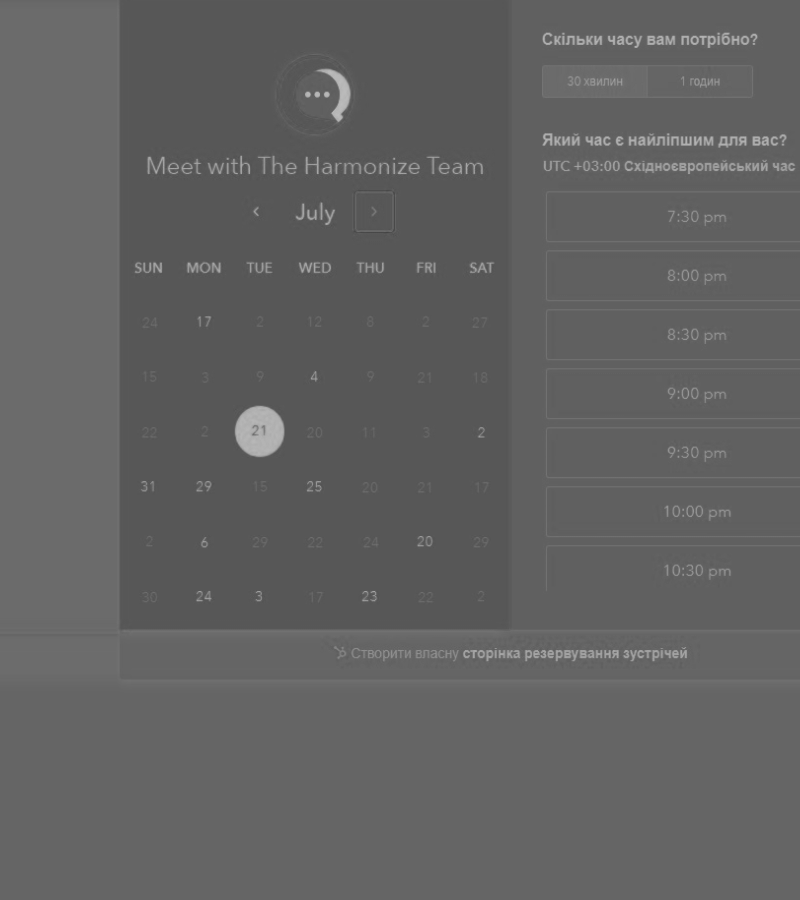 Meet with The Harmonize Team
July
SUN MON TUE WED THU FRI SAT
24 17 2 12 8 2 27
15 3 9 4 9 21 18
22 2 21 20 11 3 2
31 29 15 25 20 21 17
2 6 29 22 24 20 29
30 24 3 17 23 22 2
Скільки часу вам потрібно?
30 хвилин 1 годин
Який час є найліпшим для вас?
UTC +03:00 Східноєвропейський час
7:30 pm
8:00 pm
8:30 pm
9:00 pm
9:30 pm
10:00 pm
10:30 pm
Створити власну сторінка резервування зустрічей